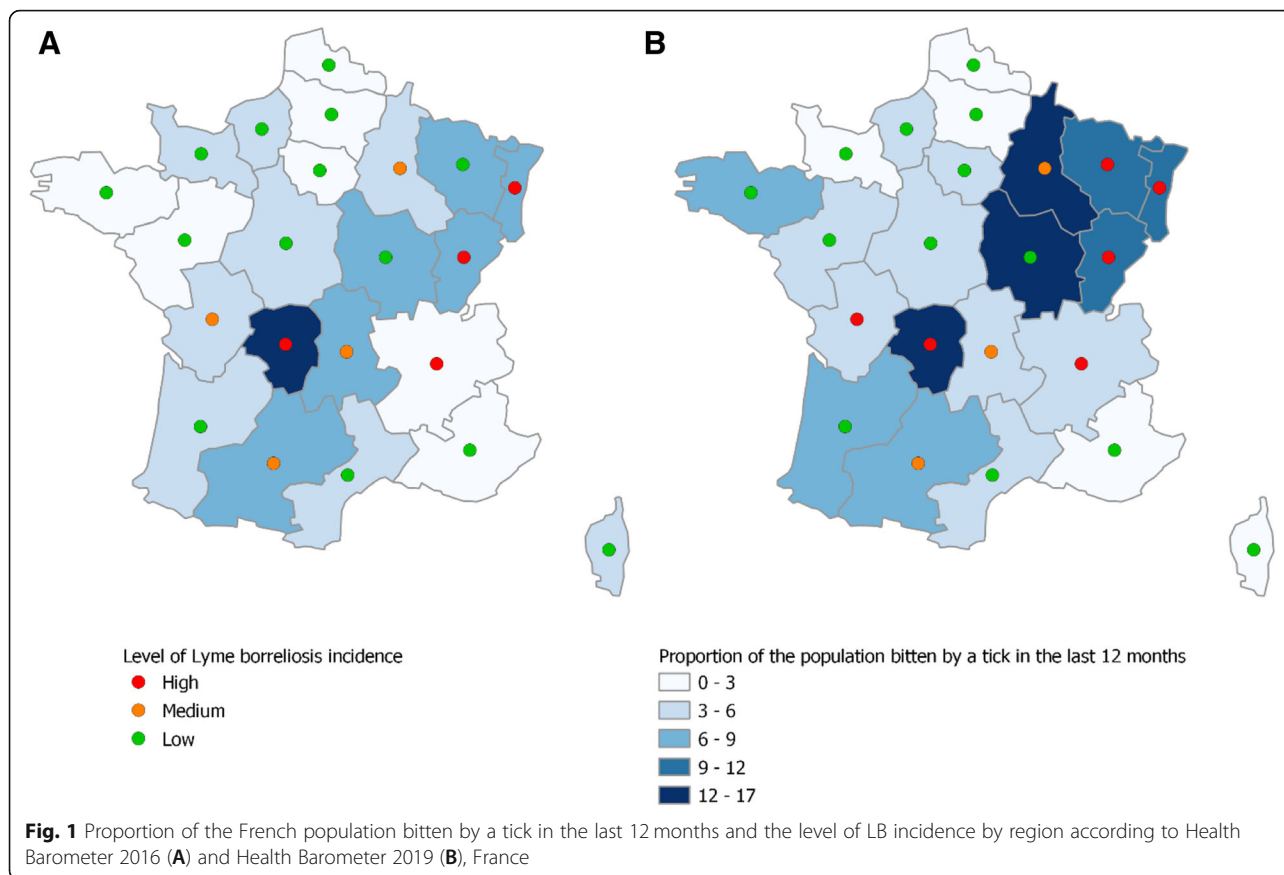 A
B
Level of Lyme borreliosis incidence
High
Medium
Low
Proportion of the population bitten by a tick in the last 12 months
0 - 3
3 - 6
6 - 9
9 - 12
12 - 17
Fig. 1 Proportion of the French population bitten by a tick in the last 12 months and the level of LB incidence by region according to Health
Barometer 2016 (A) and Health Barometer 2019 (B), France